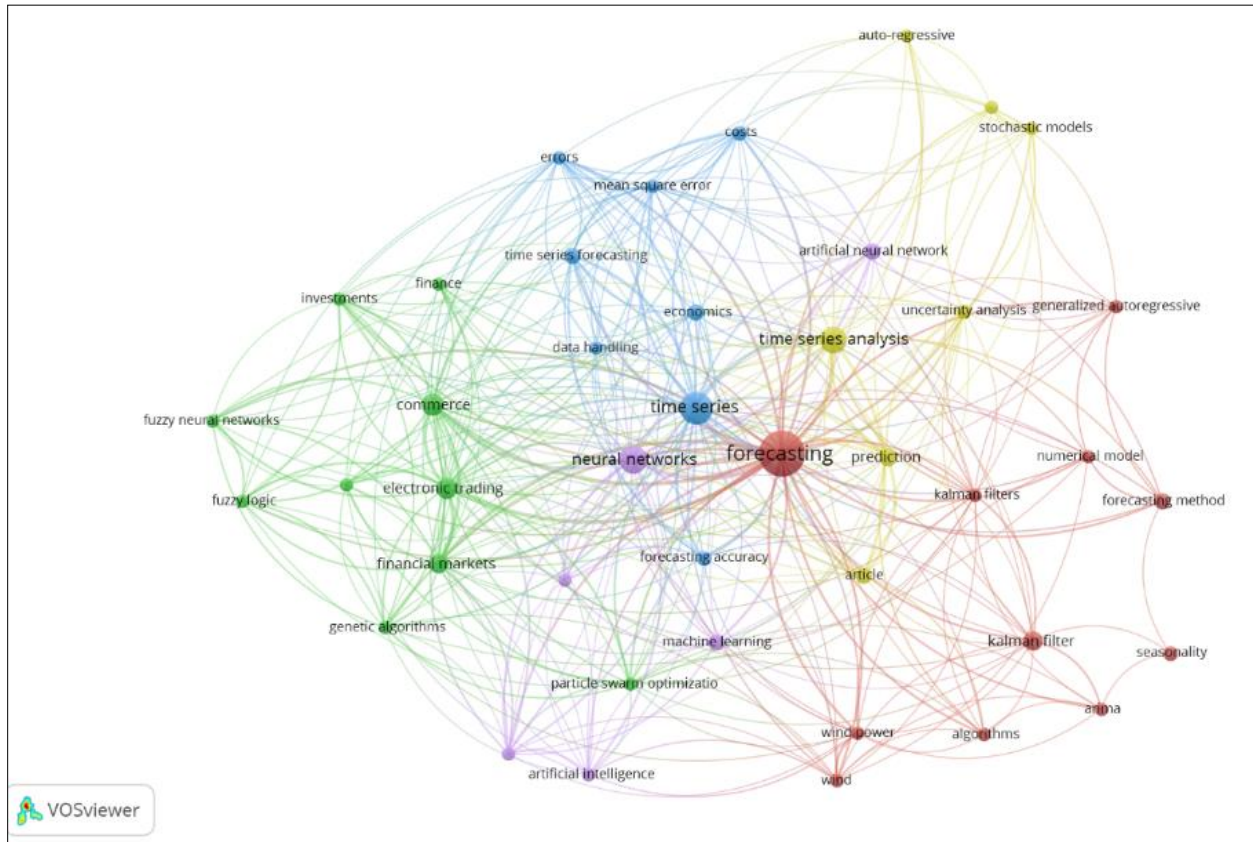 auto-regressive
stochastic models
costs
errors
mean square error
artificial neural network
time series forecasting
finance
investments
economics
uncertainty analysis
generalized autoregressive
time series analysis
data handling
commerce
time series
fuzzy neural networks
forecasting
neural networks
prediction
numerical model
electronic trading
kalman filters
fuzzy logic
forecasting method
forecasting accuracy
financial markets
article
genetic algorithms
machine learning
kalman filter
seasonality
particle swarm optimizatio
arima
wind power
algorithms
artificial intelligence
wind
VOSviewer